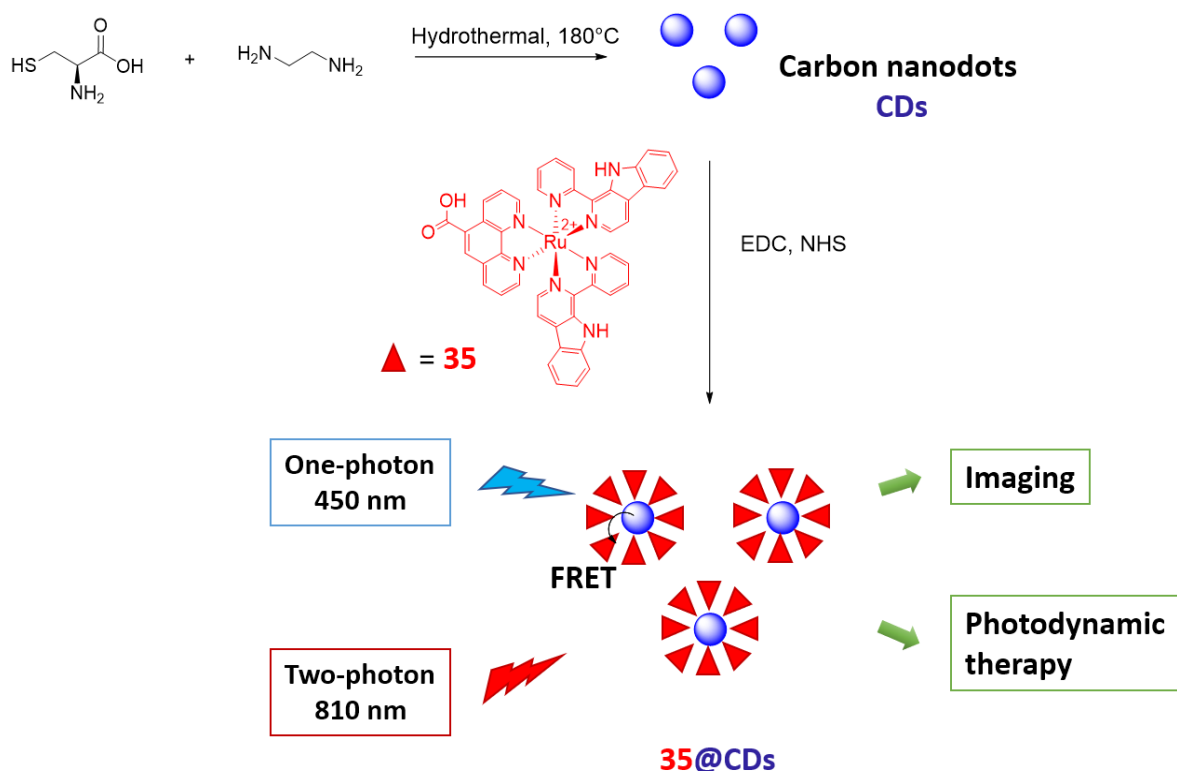 HS
O
OH
NH2
+
H2N
NH2
Hydrothermal, 180°C
Carbon nanodots
CDs
HN
OH
O
N
N
N
2+
Ru
N
N
N
NH
EDC, NHS
= 35
One-photon
450 nm
FRET
Imaging
Two-photon
810 nm
Photodynamic
therapy
35@CDs